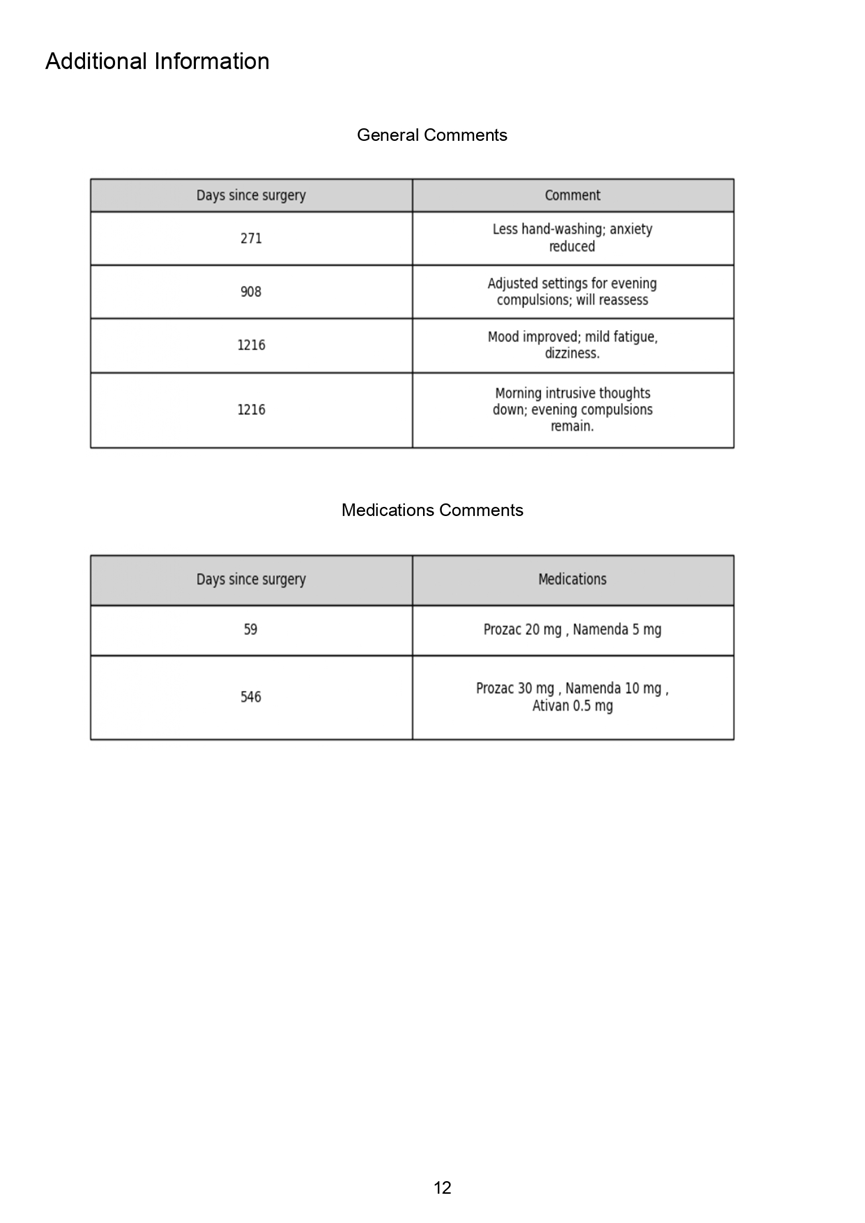 Additional Information
General Comments
Days since surgery Comment
271 Less hand-washing; anxiety
reduced
908 Adjusted settings for evening
compulsions; will reassess
1216 Mood improved; mild fatigue,
dizziness.
1216 Morning intrusive thoughts
down; evening compulsions
remain.
Medications Comments
Days since surgery Medications
59 Prozac 20 mg , Namenda 5 mg
546 Prozac 30 mg , Namenda 10 mg ,
Ativan 0.5 mg
12